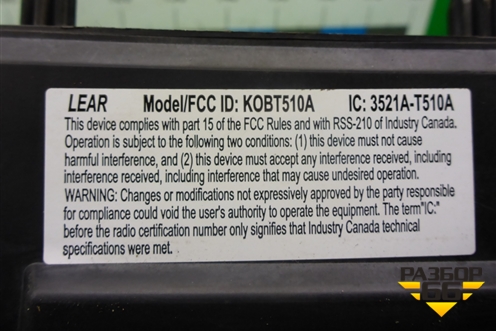 LEAR Model/FCC ID: KOBT510A IC: 3521A-T510A
This device complies with part 15 of the FCC Rules and with RSS-210 of Industry Canada.
Operation is subject to the following two conditions: (1) this device must not cause
harmful interference, and (2) this device must accept any interference received, including
interference received, including interference that may cause undesired operation.
WARNING: Changes or modifications not expressively approved by the party responsible
for compliance could void the user's authority to operate the equipment. The term"IC:"
before the radio certification number only signifies that Industry Canada technical
specifications were met.
РАЗБОР
66